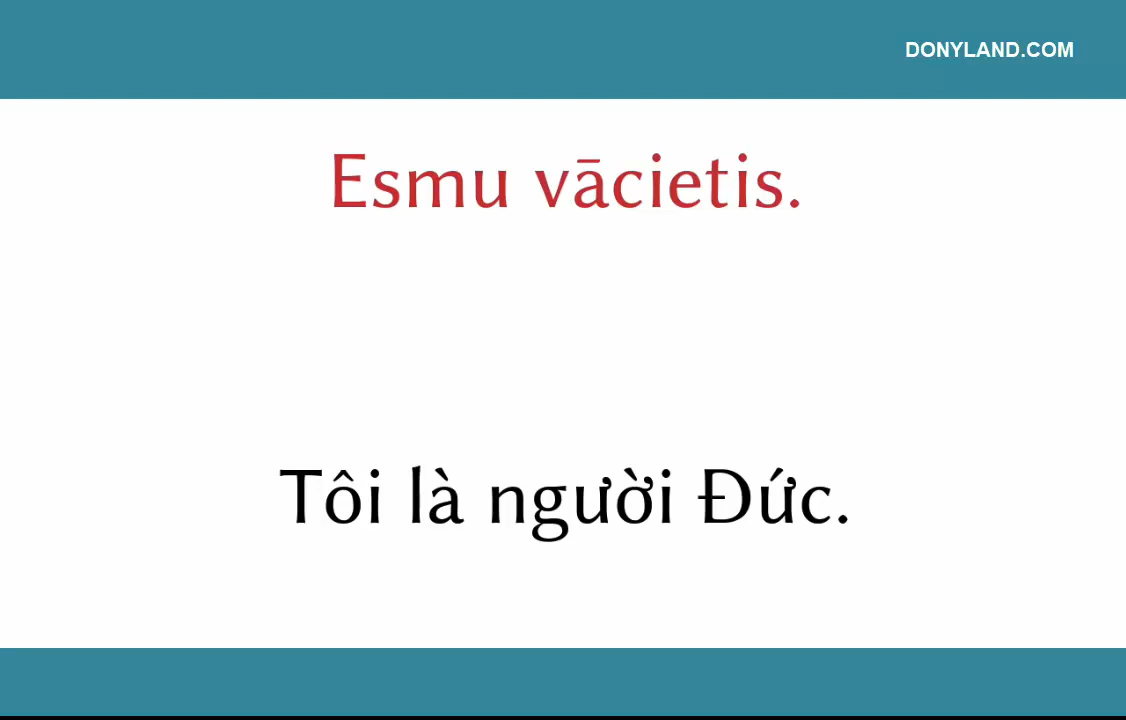 DONYLAND.COM
Esmu vācietis.
Tôi là người Đức.